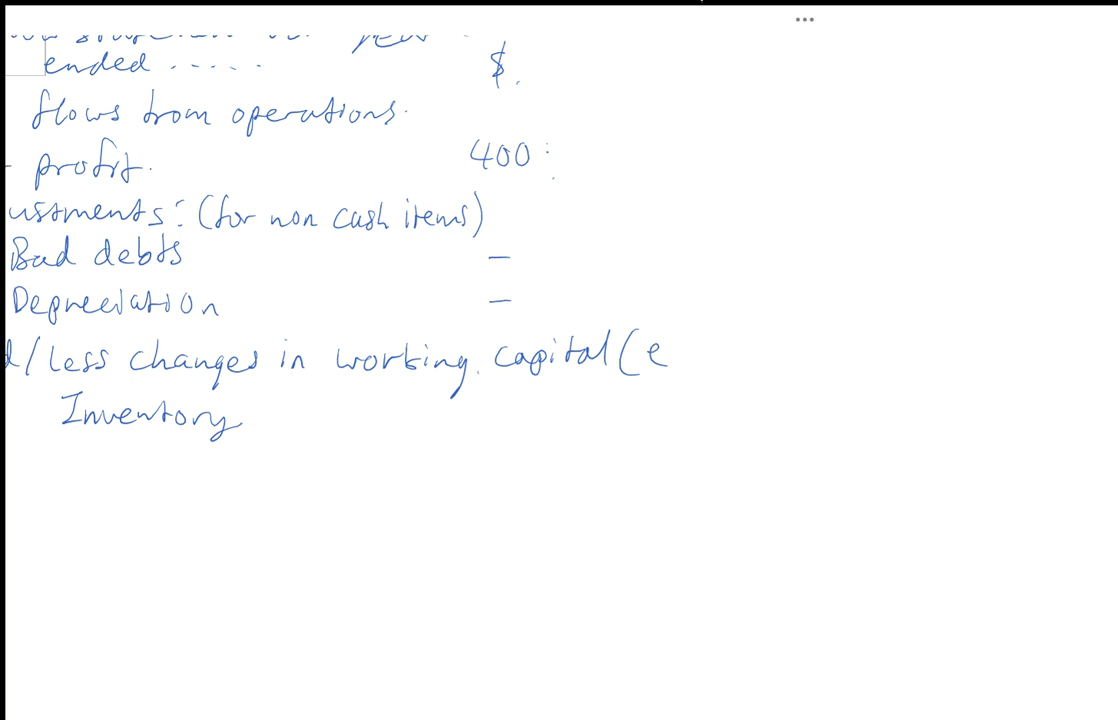 ended ..... $.
flows from operations.
- profit. 400 :
ustments: (for non cash items)
Bad debts –
Depreciation –
/less changes in working capital (e
Inventory